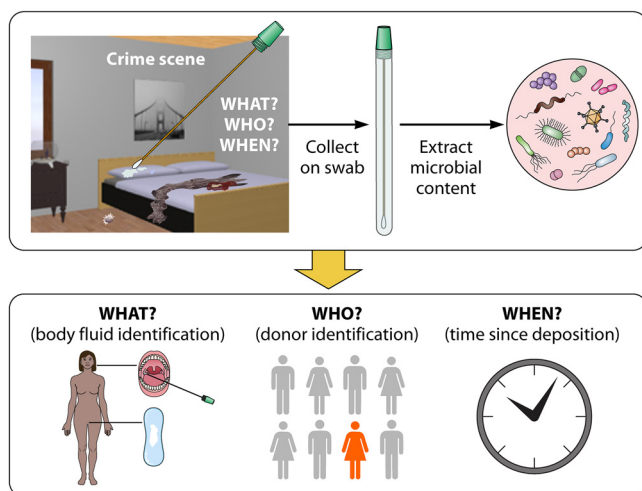 Crime scene
WHAT?
WHO?
WHEN?
Collect
on swab
Extract
microbial
content
WHAT?
(body fluid identification)
WHO?
(donor identification)
WHEN?
(time since deposition)